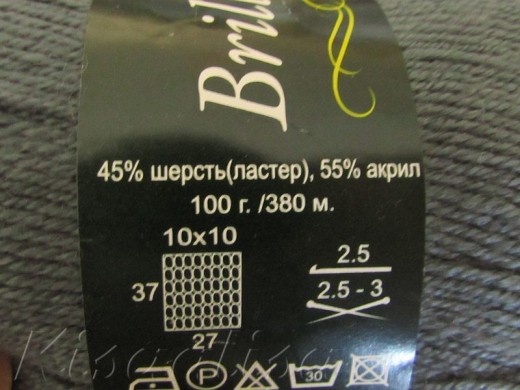 Brill
45% шерсть(ластер), 55% акрил
100 г. /380 м.
10x10
37
27
2.5
2.5 - 3
P
30